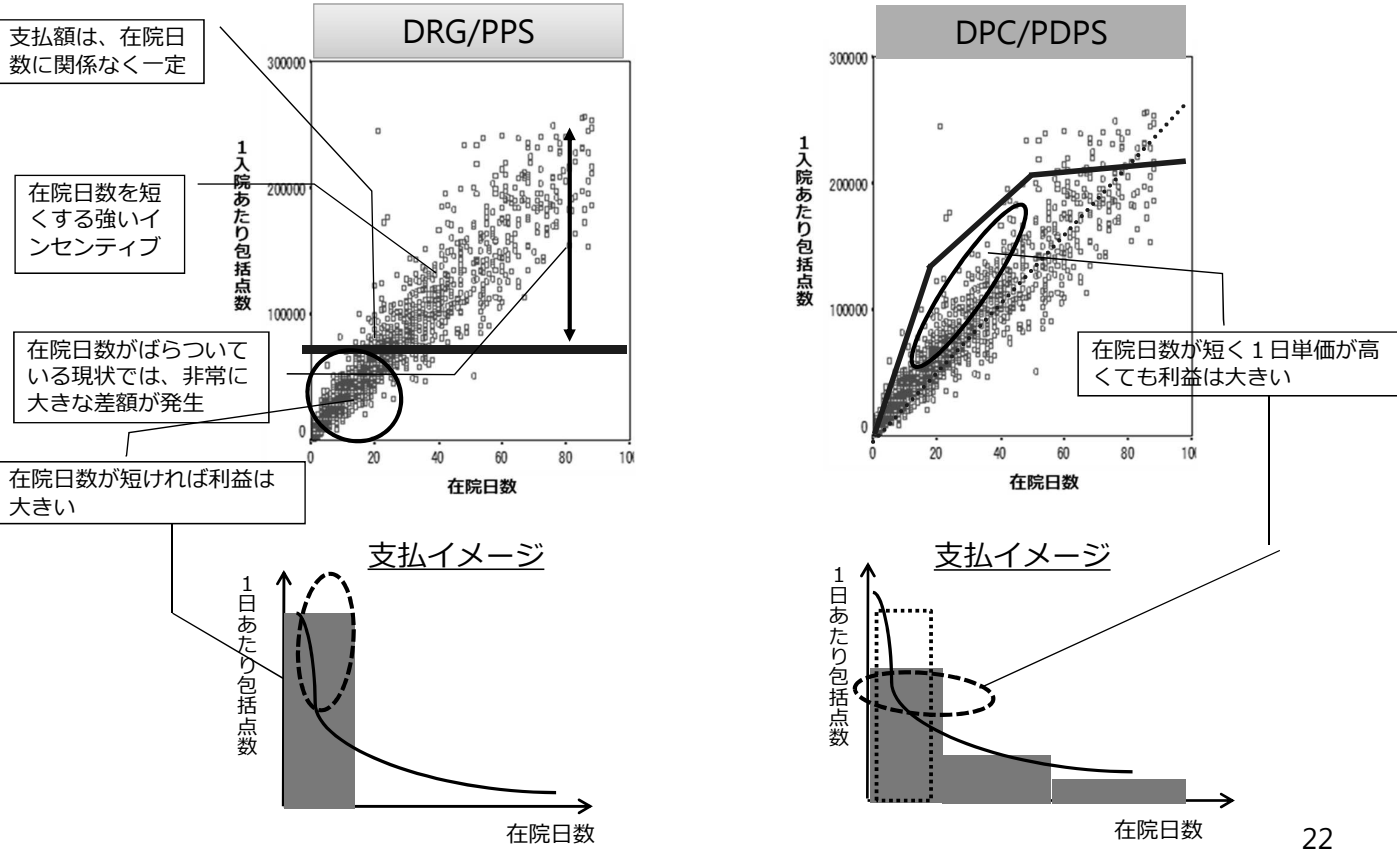 DRG/PPS
支払額は、在院日
数に関係なく一定
在院日数を短
くする強いイ
ンセンティブ
在院日数がばらついて
いる現状では、非常に
大きな差額が発生
在院日数が短ければ利益は
大きい
1入院あたり包括点数
300000
200000
100000
0
0 20 40 60 80 10
在院日数
支払イメージ
1日あたり包括点数
在院日数
DPC/PDPS
1入院あたり包括点数
300000
200000
100000
0
0 20 40 60 80 100
在院日数
在院日数が短く1日単価が高
くても利益は大きい
支払イメージ
1日あたり包括点数
在院日数
22